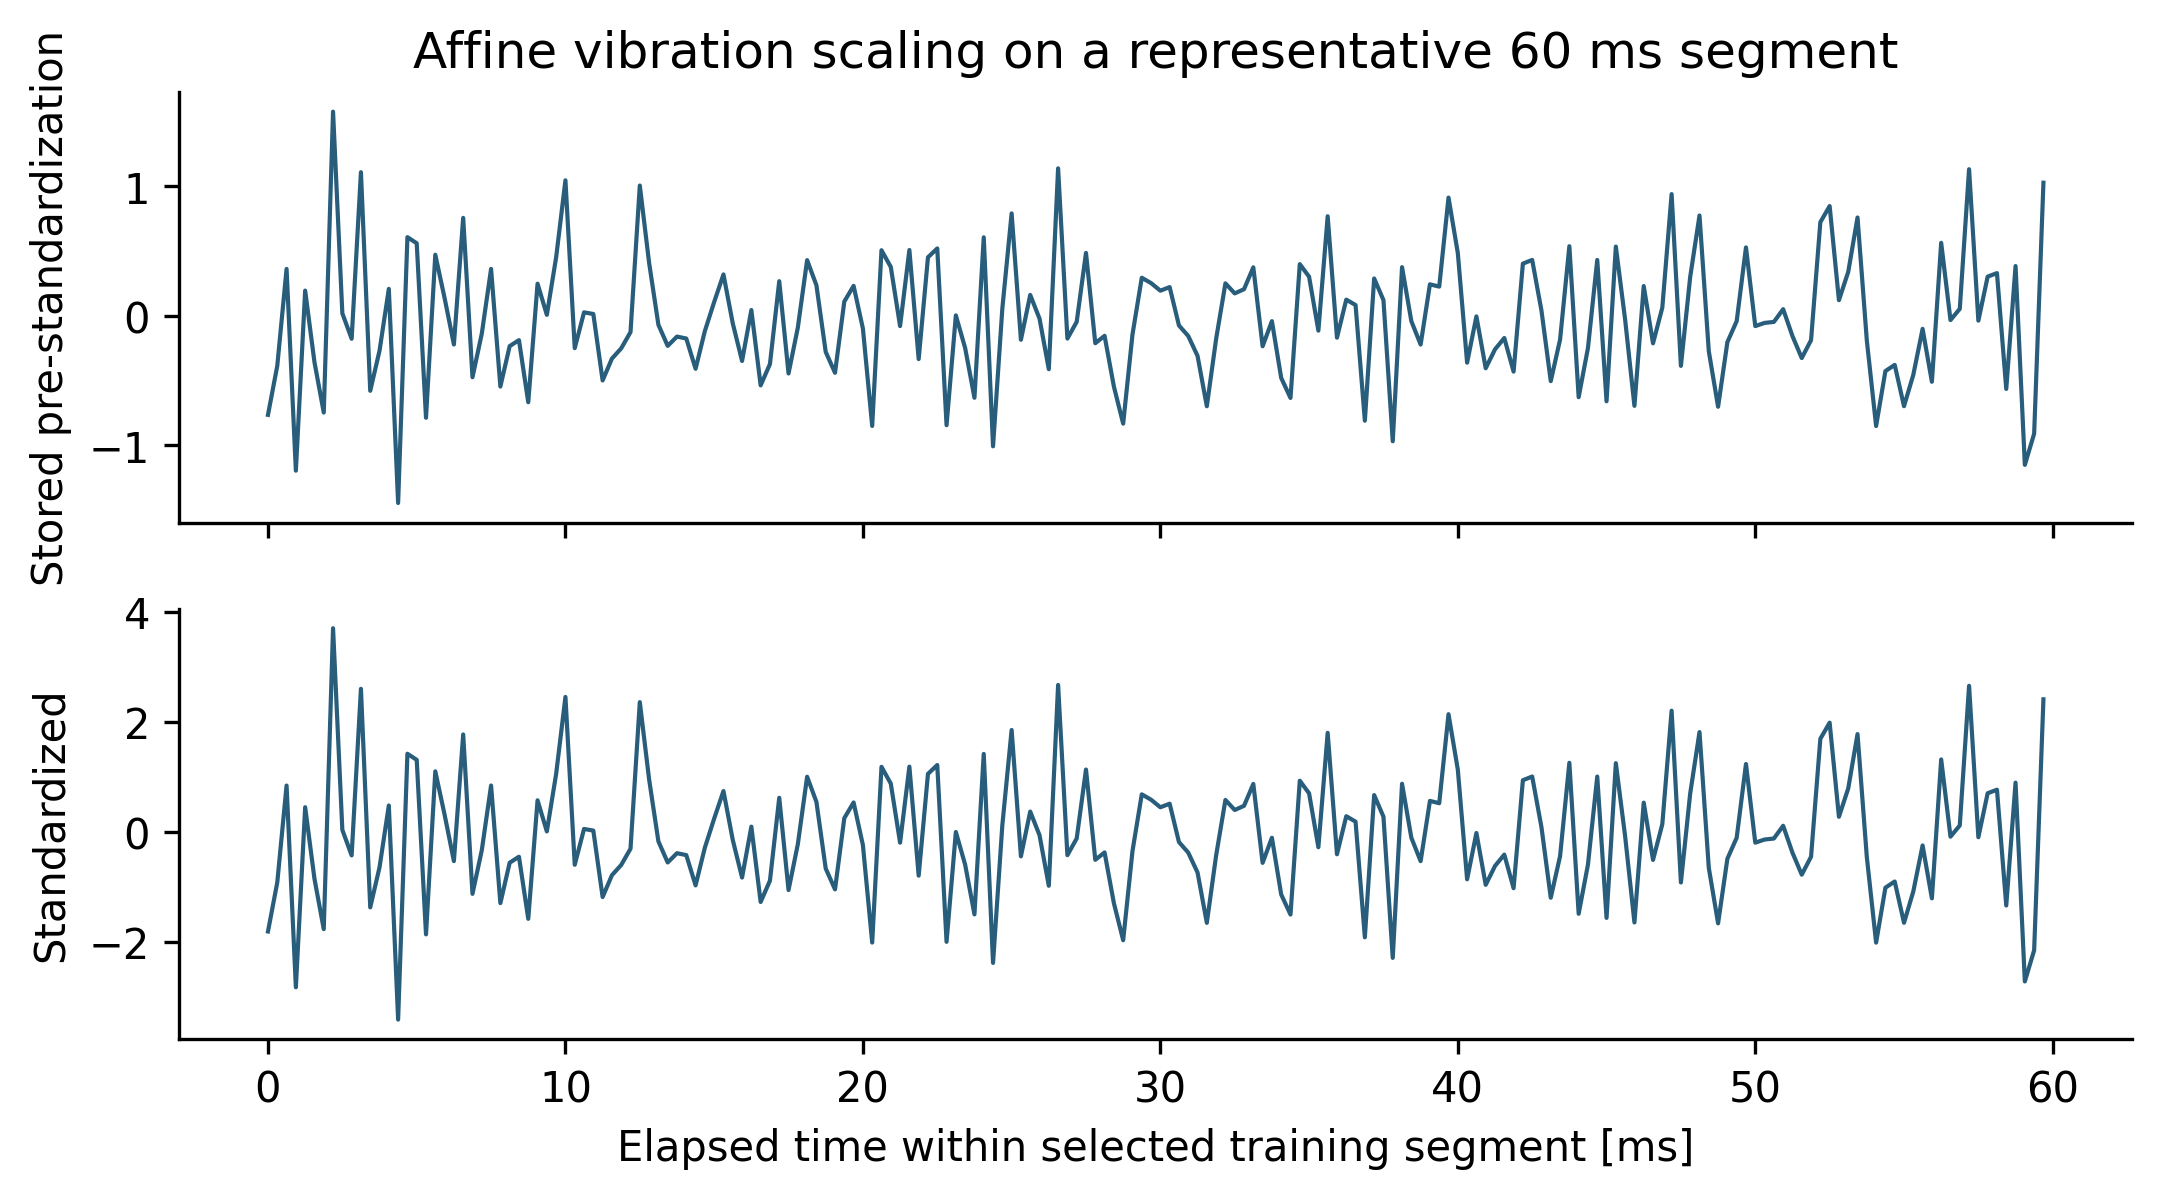 Affine vibration scaling on a representative 60 ms segment
Stored pre-standardization
1
0
−1
Standardized
4
2
0
−2
0 10 20 30 40 50 60
Elapsed time within selected training segment [ms]